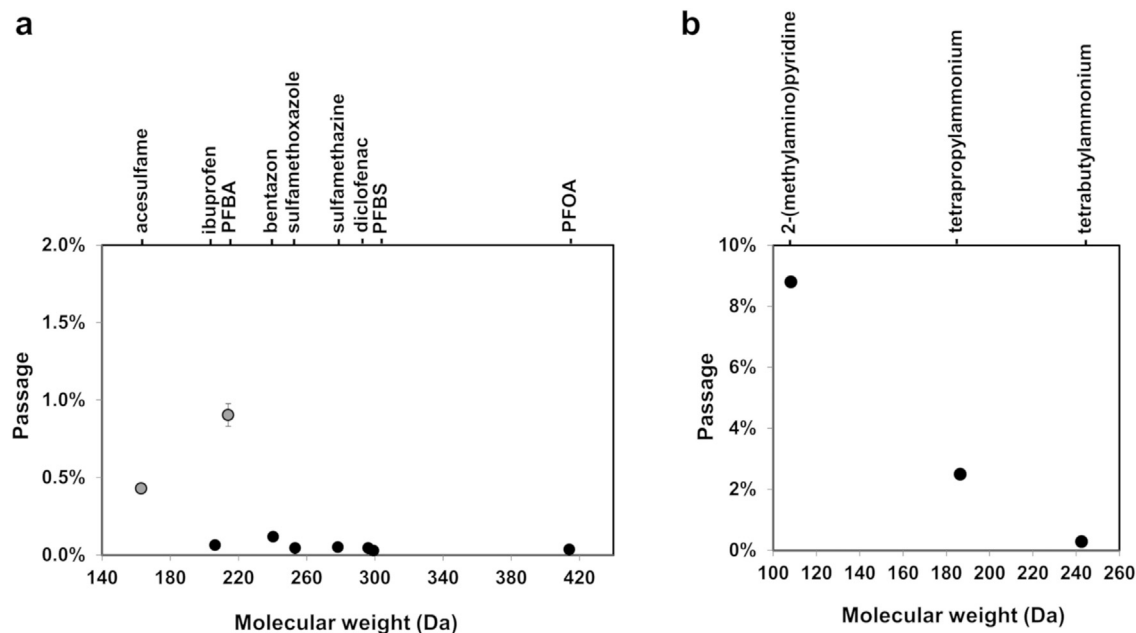 a
acesulfame
ibuprofen
PFBA
bentazon
sulfamethoxazole
sulfamethazine
diclofenac
PFBS
PFOA
2.0%
1.5%
1.0%
0.5%
0.0%
Passage
140 180 220 260 300 340 380 420
Molecular weight (Da)
b
2-(methylamino)pyridine
tetrapropylammonium
tetrabutylammonium
10%
8%
6%
4%
2%
0%
Passage
100 120 140 160 180 200 220 240 260
Molecular weight (Da)